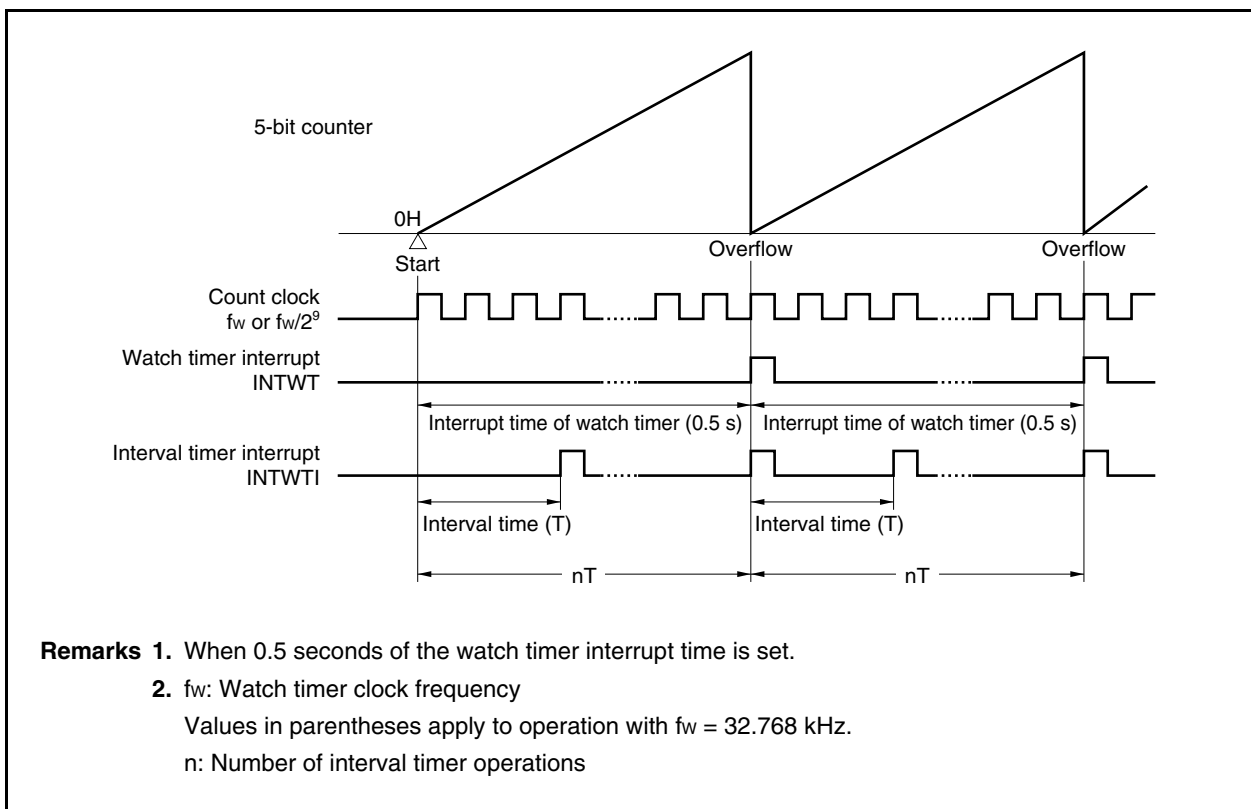 5-bit counter
0H
Start
Overflow
Overflow
Count clock
fw or fw/2⁹
Watch timer interrupt
INTWT
Interrupt time of watch timer (0.5 s)
Interrupt time of watch timer (0.5 s)
Interval timer interrupt
INTWTI
Interval time (T)
Interval time (T)
nT
nT
Remarks 1. When 0.5 seconds of the watch timer interrupt time is set.
2. fw: Watch timer clock frequency
Values in parentheses apply to operation with fw = 32.768 kHz.
n: Number of interval timer operations